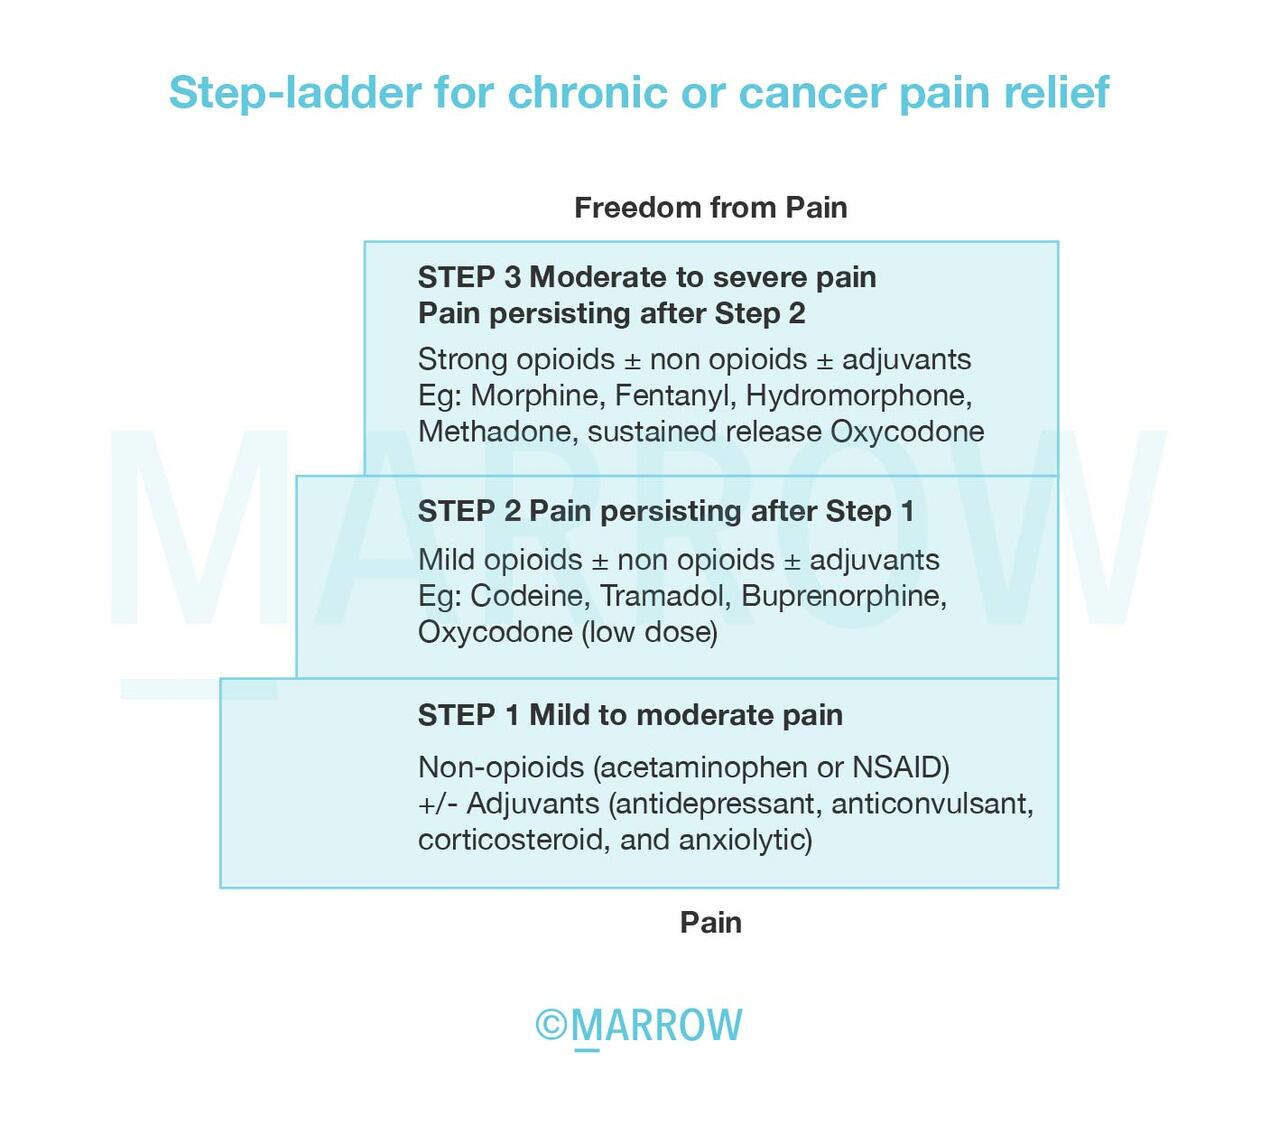 Step-ladder for chronic or cancer pain relief
Freedom from Pain
STEP 3 Moderate to severe pain
Pain persisting after Step 2
Strong opioids ± non opioids ± adjuvants
Eg: Morphine, Fentanyl, Hydromorphone,
Methadone, sustained release Oxycodone
STEP 2 Pain persisting after Step 1
Mild opioids ± non opioids ± adjuvants
Eg: Codeine, Tramadol, Buprenorphine,
Oxycodone (low dose)
STEP 1 Mild to moderate pain
Non-opioids (acetaminophen or NSAID)
+/- Adjuvants (antidepressant, anticonvulsant,
corticosteroid, and anxiolytic)
Pain
MARROW
©MARROW